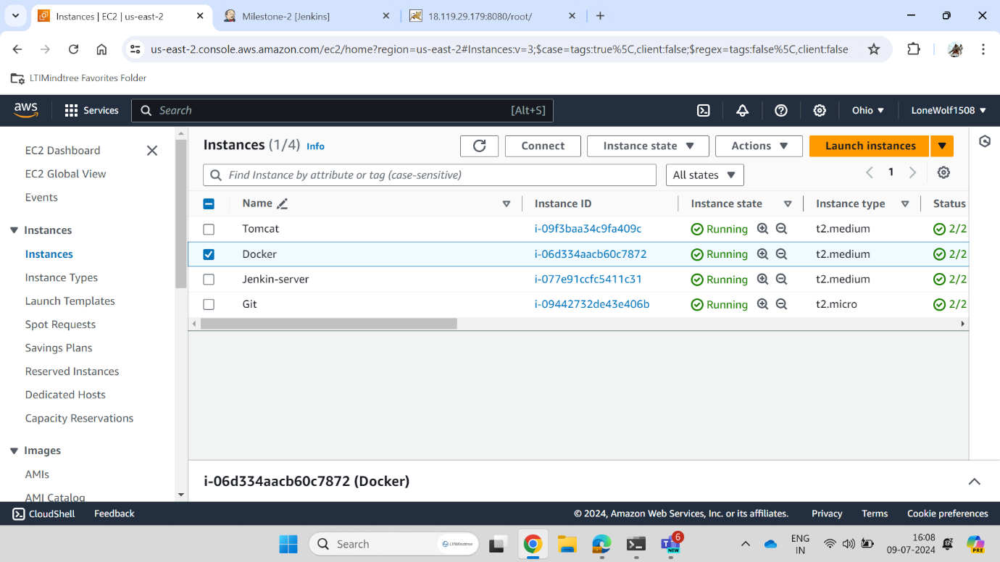 Instances | EC2 | us-east-2
Milestone-2 [Jenkins]
18.119.29.179:8080/root/
us-east-2.console.aws.amazon.com/ec2/home?region=us-east-2#Instances:v=3;$case=tags:true%5C,client:false;$regex=tags:false%5C,client:false
LTIMindtree Favorites Folder
aws
Services
Search
[Alt+S]
Ohio
LoneWolf1508
EC2 Dashboard
EC2 Global View
Events
Instances
Instances
Instance Types
Launch Templates
Spot Requests
Savings Plans
Reserved Instances
Dedicated Hosts
Capacity Reservations
Images
AMIs
AMI Catalog
Instances (1/4) Info
Connect
Instance state
Actions
Launch instances
Find Instance by attribute or tag (case-sensitive)
All states
1
Name Instance ID Instance state Instance type Status
Tomcat i-09f3baa34c9fa409c Running t2.medium 2/2
Docker i-06d334aacb60c7872 Running t2.medium 2/2
Jenkin-server i-077e91ccfc5411c31 Running t2.medium 2/2
Git i-09442732de43e406b Running t2.micro 2/2
i-06d334aacb60c7872 (Docker)
CloudShell Feedback
© 2024, Amazon Web Services, Inc. or its affiliates.
Privacy Terms Cookie preferences
Search
LTIMindtree
6
NEW
ENG
IN
16:08
09-07-2024
PRE